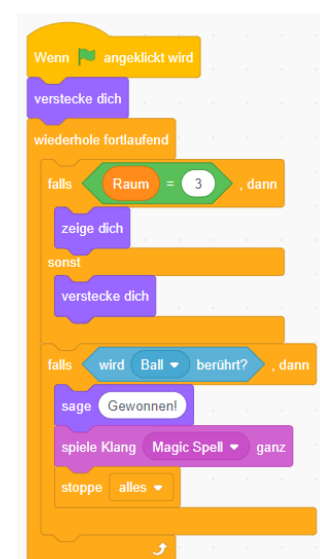 Wenn angeklickt wird
verstecke dich
wiederhole fortlaufend
falls Raum = 3 , dann
zeige dich
sonst
verstecke dich
falls wird Ball berührt? , dann
sage Gewonnen!
spiele Klang Magic Spell ganz
stoppe alles